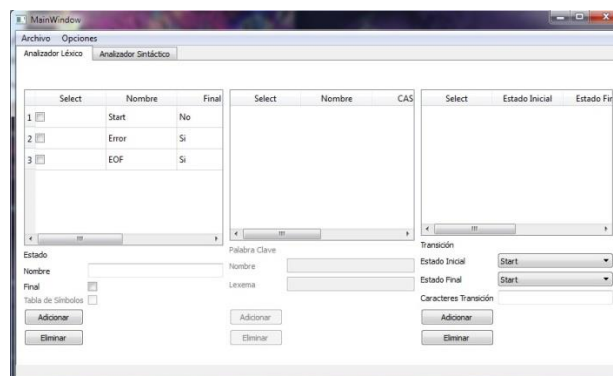 MainWindow
Archivo Opciones
Analizador Léxico Analizador Sintáctico
Select Nombre Final
1 Start No
2 Error Si
3 EOF Si
Select Nombre CAS
Select Estado Inicial Estado Fin
Estado
Nombre
Final
Tabla de Símbolos
Adicionar
Eliminar
Palabra Clave
Nombre
Lexema
Adicionar
Eliminar
Transición
Estado Inicial Start
Estado Final Start
Caracteres Transición
Adicionar
Eliminar